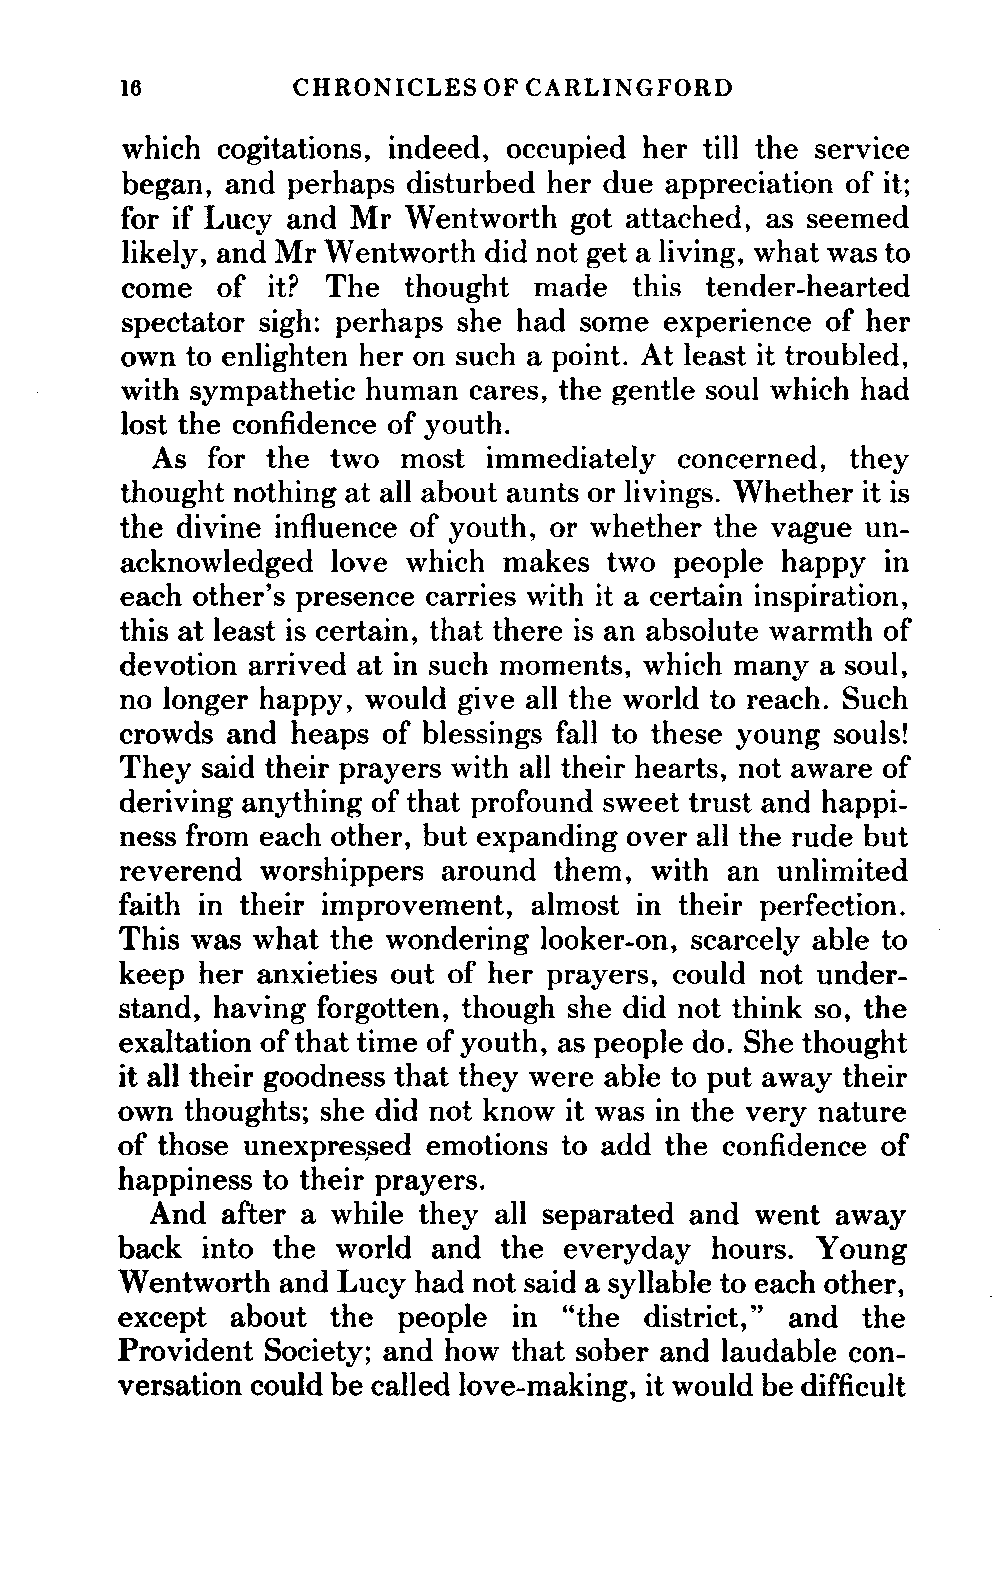 16 CHRONICLES OF CARLINGFORD
which cogitations, indeed, occupied her till the service
began, and perhaps disturbed her due appreciation of it;
for if Lucy and Mr Wentworth got attached, as seemed
likely, and Mr Wentworth did not get a living, what was to
come of it? The thought made this tender-hearted
spectator sigh: perhaps she had some experience of her
own to enlighten her on such a point. At least it troubled,
with sympathetic human cares, the gentle soul which had
lost the confidence of youth.
As for the two most immediately concerned, they
thought nothing at all about aunts or livings. Whether it is
the divine influence of youth, or whether the vague un-
acknowledged love which makes two people happy in
each other's presence carries with it a certain inspiration,
this at least is certain, that there is an absolute warmth of
devotion arrived at in such moments, which many a soul,
no longer happy, would give all the world to reach. Such
crowds and heaps of blessings fall to these young souls!
They said their prayers with all their hearts, not aware of
deriving anything of that profound sweet trust and happi-
ness from each other, but expanding over all the rude but
reverend worshippers around them, with an unlimited
faith in their improvement, almost in their perfection.
This was what the wondering looker-on, scarcely able to
keep her anxieties out of her prayers, could not under-
stand, having forgotten, though she did not think so, the
exaltation of that time of youth, as people do. She thought
it all their goodness that they were able to put away their
own thoughts; she did not know it was in the very nature
of those unexpressed emotions to add the confidence of
happiness to their prayers.
And after a while they all separated and went away
back into the world and the everyday hours. Young
Wentworth and Lucy had not said a syllable to each other,
except about the people in “the district,” and the
Provident Society; and how that sober and laudable con-
versation could be called love-making, it would be difficult